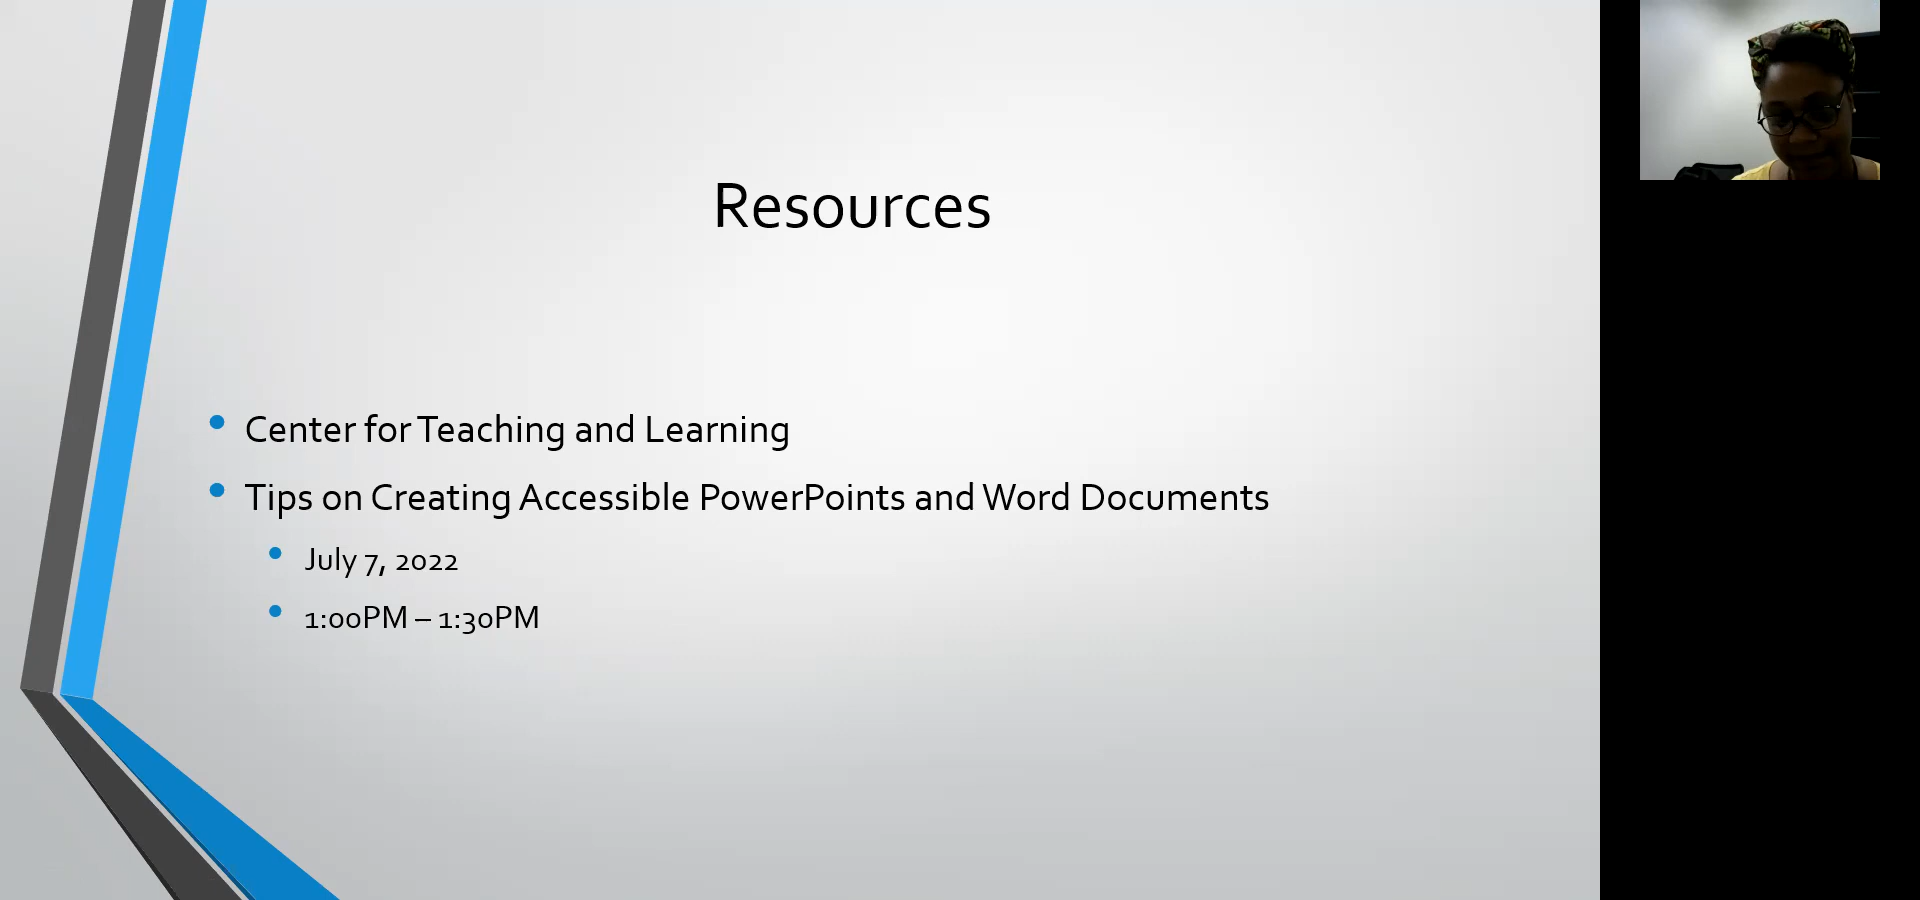 Resources
Center for Teaching and Learning
Tips on Creating Accessible PowerPoints and Word Documents
July 7, 2022
1:00PM – 1:30PM